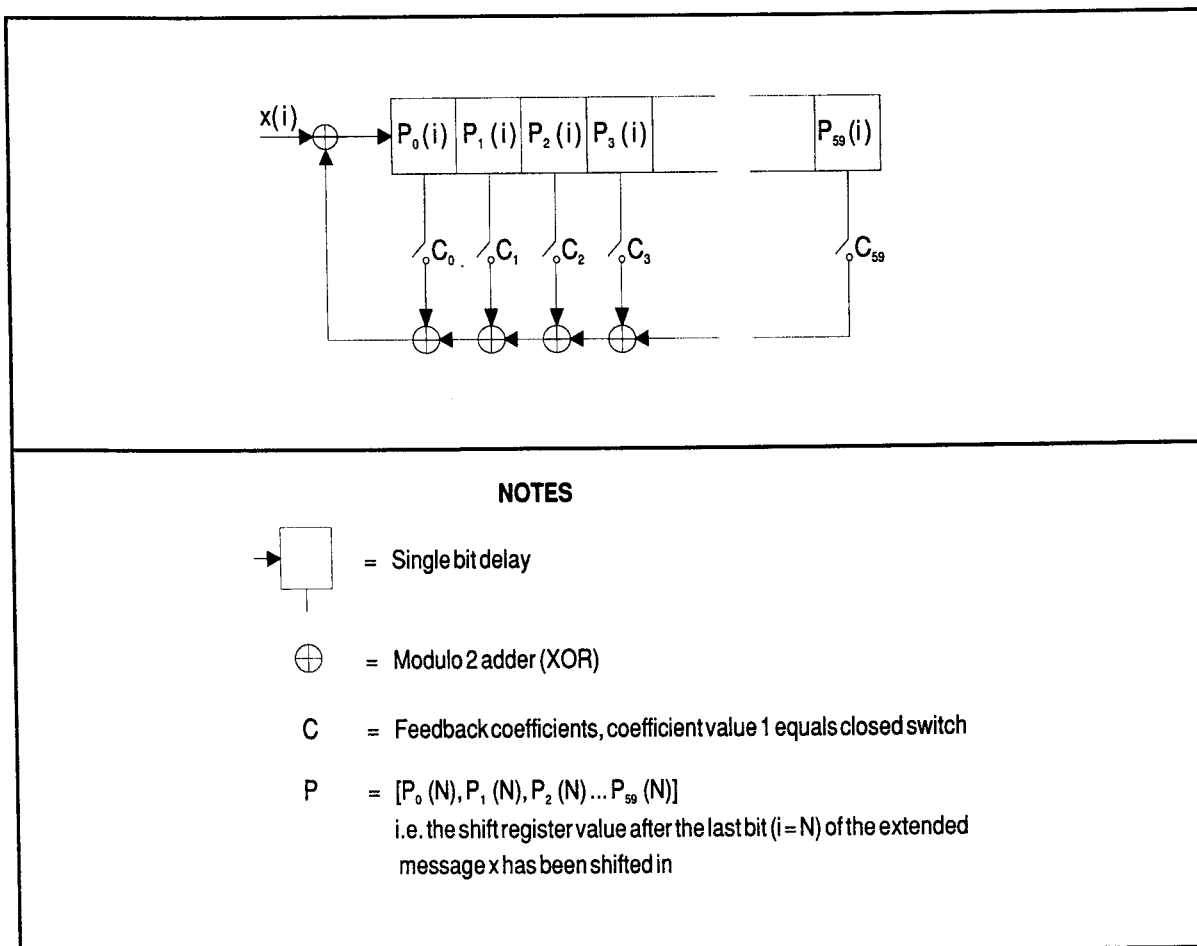 x(i)
P₀(i) P₁(i) P₂(i) P₃(i) P₅₉(i)
C₀ C₁ C₂ C₃ C₅₉
NOTES
= Single bit delay
= Modulo 2 adder (XOR)
C = Feedback coefficients, coefficient value 1 equals closed switch
P = [P₀ (N), P₁ (N), P₂ (N) ... P₅₉ (N)]
i.e. the shift register value after the last bit (i = N) of the extended
message x has been shifted in